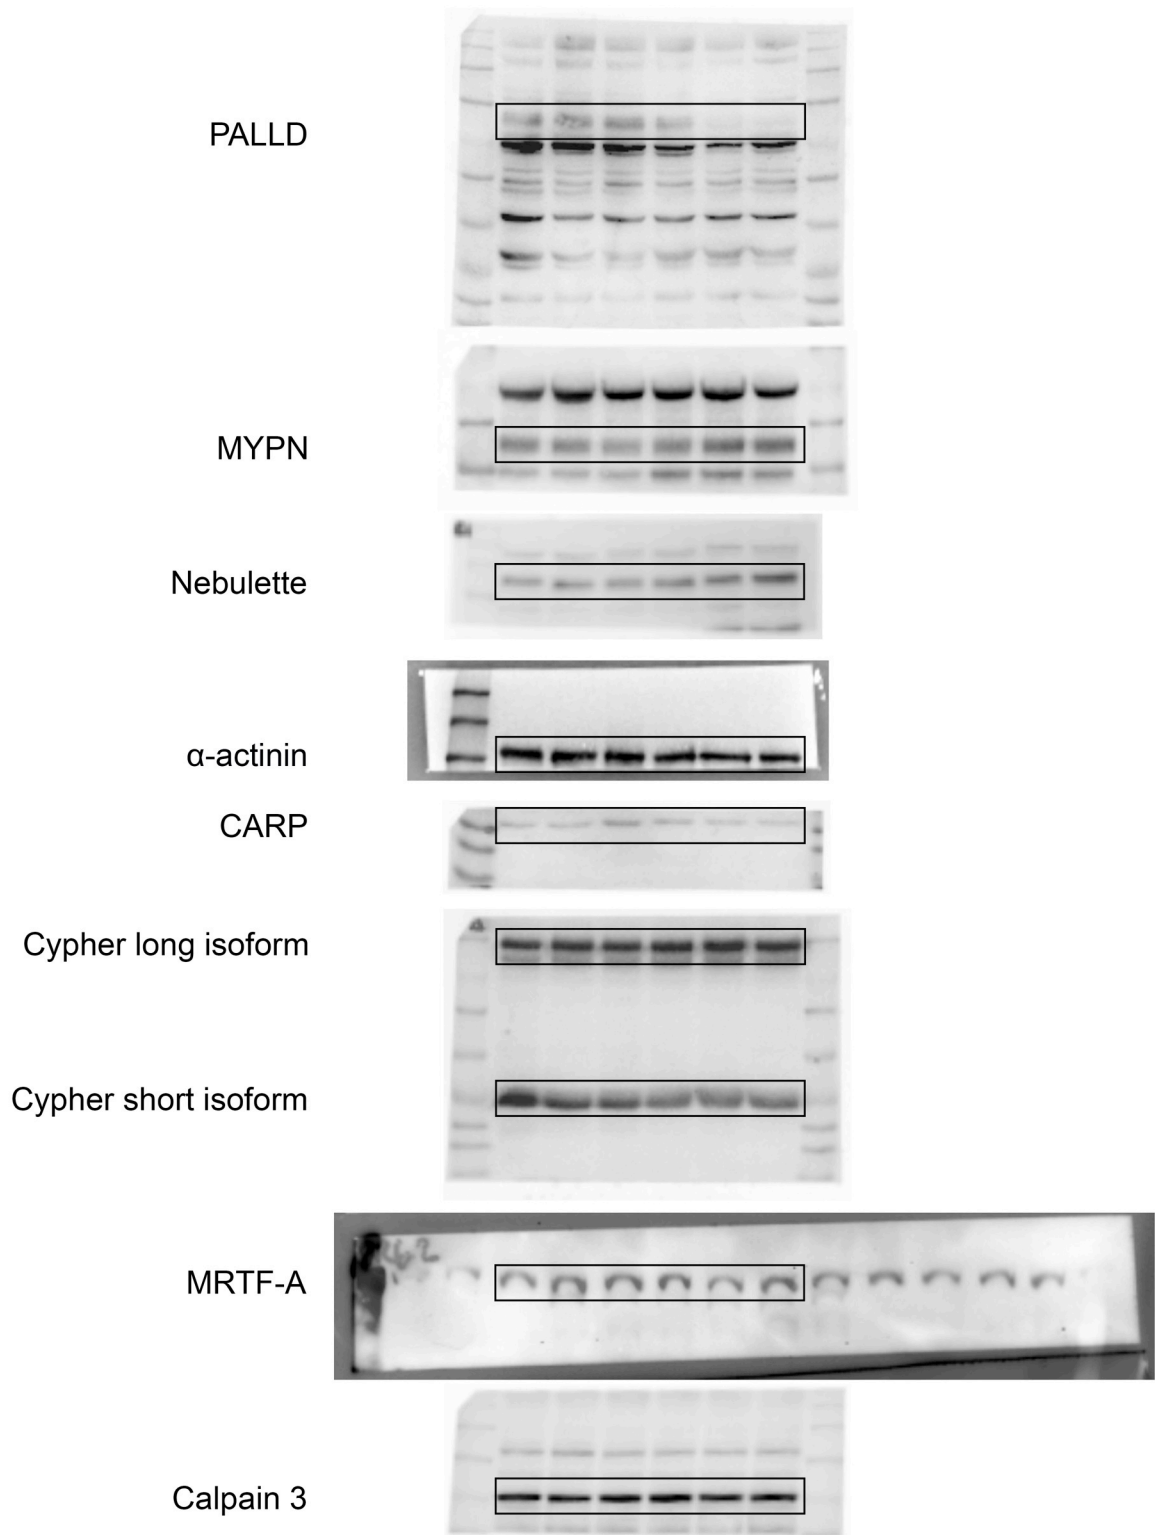 PALLD
MYPN
Nebulette
α-actinin
CARP
Cypher long isoform
Cypher short isoform
MRTF-A
Calpain 3